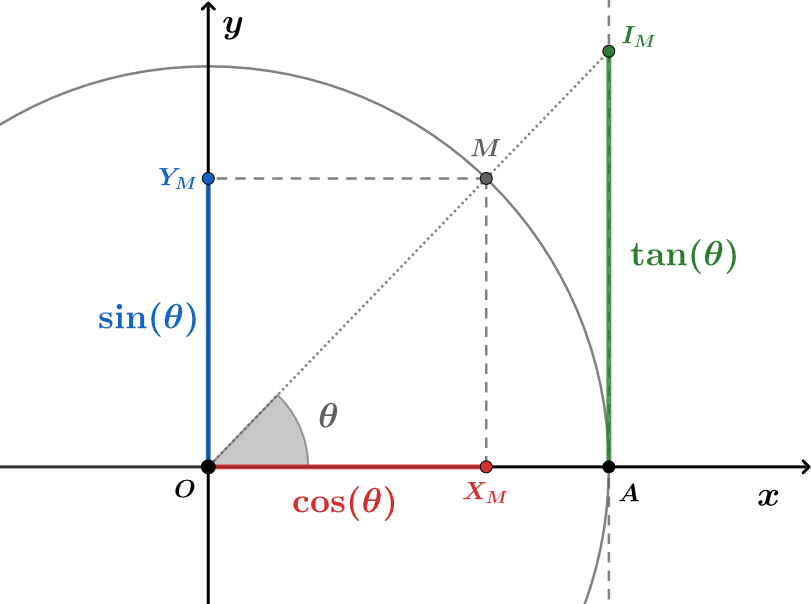 y
I_M
M
Y_M
tan(θ)
sin(θ)
θ
O
cos(θ)
X_M
A
x